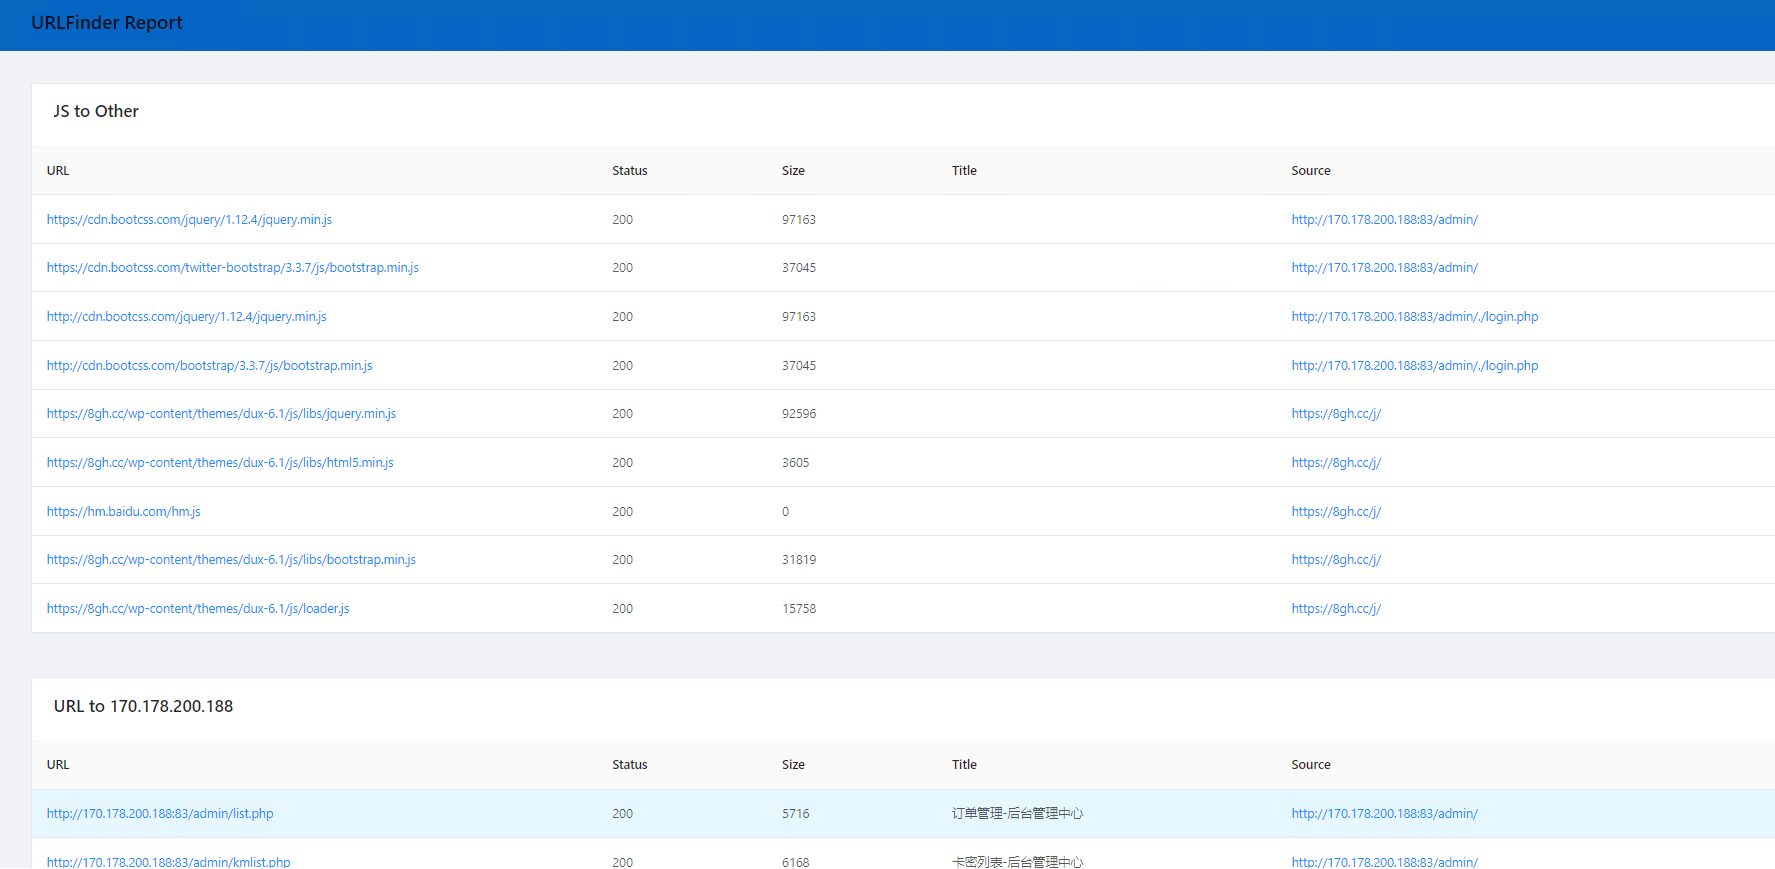 URLFinder Report
JS to Other
URL Status Size Title Source
https://cdn.bootcss.com/jquery/1.12.4/jquery.min.js 200 97163 http://170.178.200.188:83/admin/
https://cdn.bootcss.com/twitter-bootstrap/3.3.7/js/bootstrap.min.js 200 37045 http://170.178.200.188:83/admin/
http://cdn.bootcss.com/jquery/1.12.4/jquery.min.js 200 97163 http://170.178.200.188:83/admin/./login.php
http://cdn.bootcss.com/bootstrap/3.3.7/js/bootstrap.min.js 200 37045 http://170.178.200.188:83/admin/./login.php
https://8gh.cc/wp-content/themes/dux-6.1/js/libs/jquery.min.js 200 92596 https://8gh.cc/j/
https://8gh.cc/wp-content/themes/dux-6.1/js/libs/html5.min.js 200 3605 https://8gh.cc/j/
https://hm.baidu.com/hm.js 200 0 https://8gh.cc/j/
https://8gh.cc/wp-content/themes/dux-6.1/js/libs/bootstrap.min.js 200 31819 https://8gh.cc/j/
https://8gh.cc/wp-content/themes/dux-6.1/js/loader.js 200 15758 https://8gh.cc/j/
URL to 170.178.200.188
URL Status Size Title Source
http://170.178.200.188:83/admin/list.php 200 5716 订单管理-后台管理中心 http://170.178.200.188:83/admin/
http://170.178.200.188:83/admin/kmlist.php 200 6168 卡密列表-后台管理中心 http://170.178.200.188:83/admin/